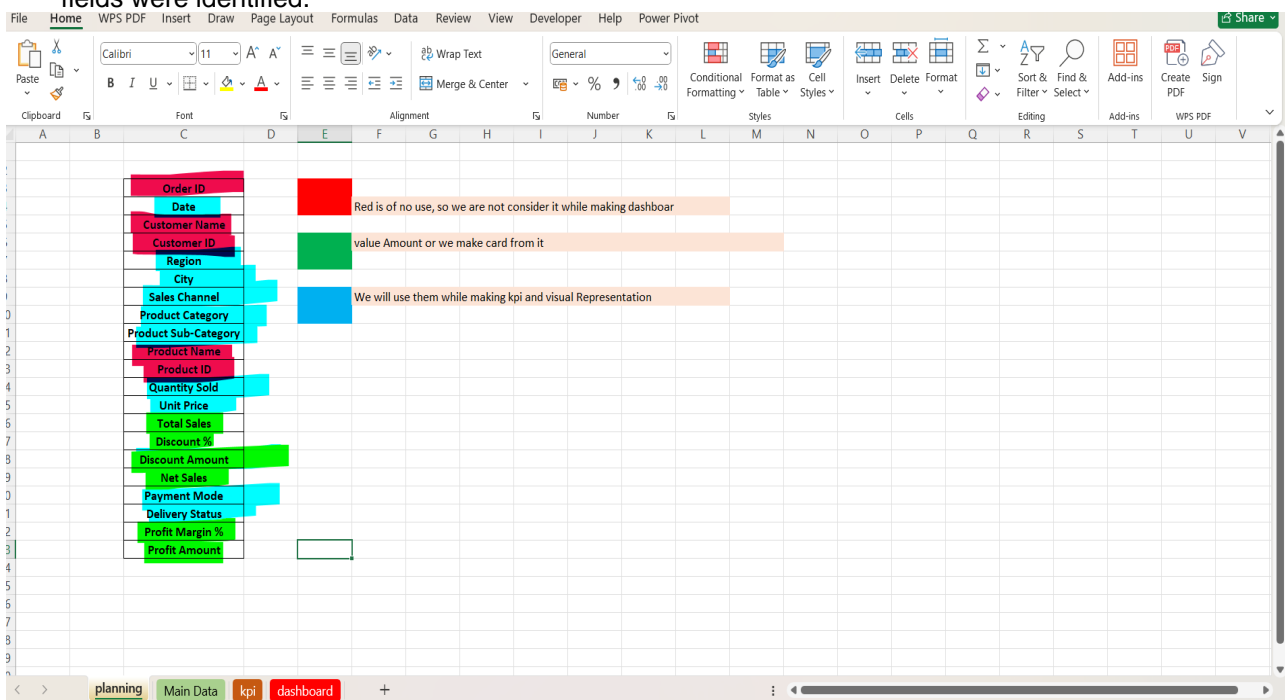 fields were identified.
File Home WPS PDF Insert Draw Page Layout Formulas Data Review View Developer Help Power Pivot Share
Calibri 11 A^ A˅ Wrap Text General
Paste B I U A Merge & Center % 9 .00 Conditional Formatting Format as Table Cell Styles Insert Delete Format Sort & Filter Find & Select Add-ins Create PDF Sign
Clipboard Font Alignment Number Styles Cells Editing Add-ins WPS PDF
A B C D E F G H I J K L M N O P Q R S T U V
Order ID
Date Red is of no use, so we are not consider it while making dashboar
Customer Name
Customer ID value Amount or we make card from it
Region
City
Sales Channel We will use them while making kpi and visual Representation
Product Category
Product Sub-Category
Product Name
Product ID
Quantity Sold
Unit Price
Total Sales
Discount %
Discount Amount
Net Sales
Payment Mode
Delivery Status
Profit Margin %
Profit Amount
planning Main Data kpi dashboard +